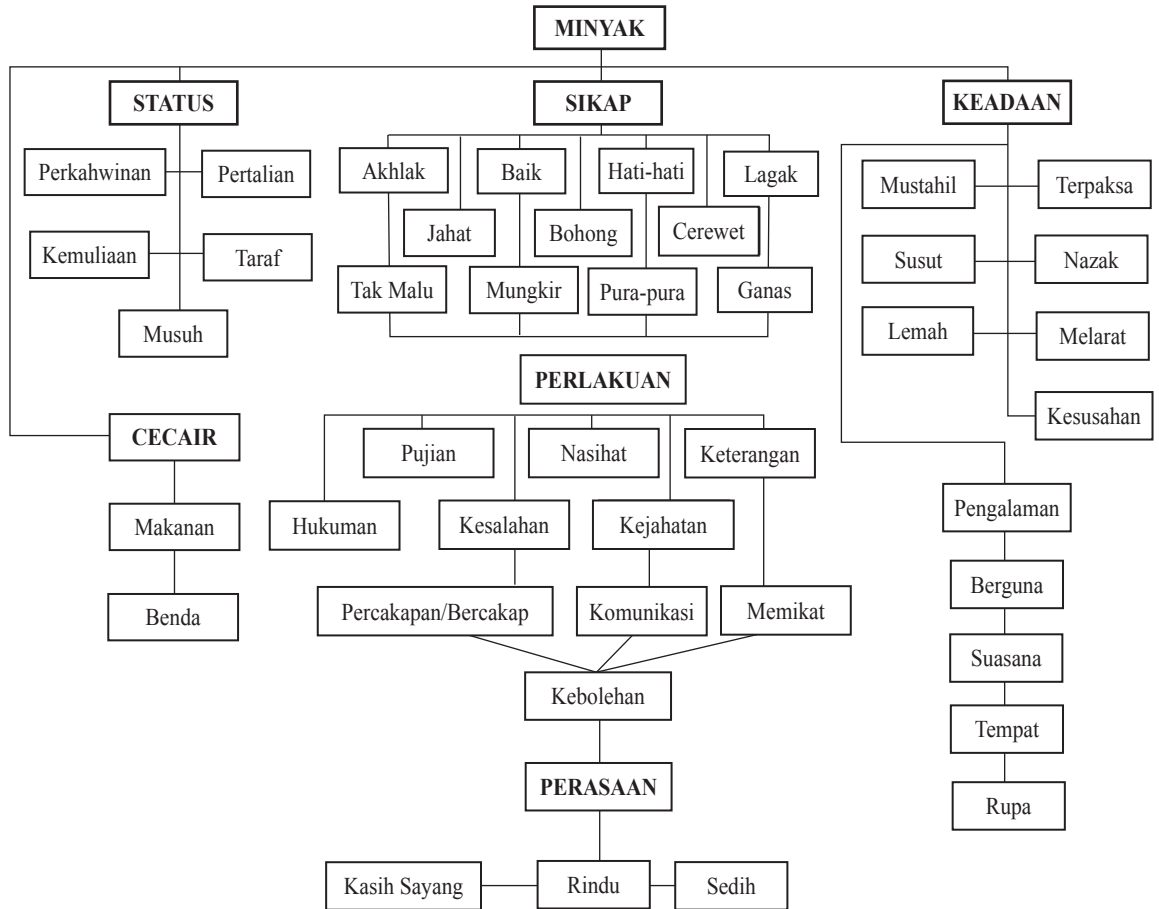 MINYAK
STATUS
SIKAP
KEADAAN
Perkahwinan
Pertalian
Kemuliaan
Taraf
Musuh
Akhlak
Baik
Hati-hati
Lagak
Jahat
Bohong
Cerewet
Tak Malu
Mungkir
Pura-pura
Ganas
Mustahil
Terpaksa
Susut
Nazak
Lemah
Melarat
Kesusahan
PERLAKUAN
CECAIR
Makanan
Benda
Pujian
Nasihat
Keterangan
Hukuman
Kesalahan
Kejahatan
Percakapan/Bercakap
Komunikasi
Memikat
Kebolehan
PERASAAN
Kasih Sayang
Rindu
Sedih
Pengalaman
Berguna
Suasana
Tempat
Rupa